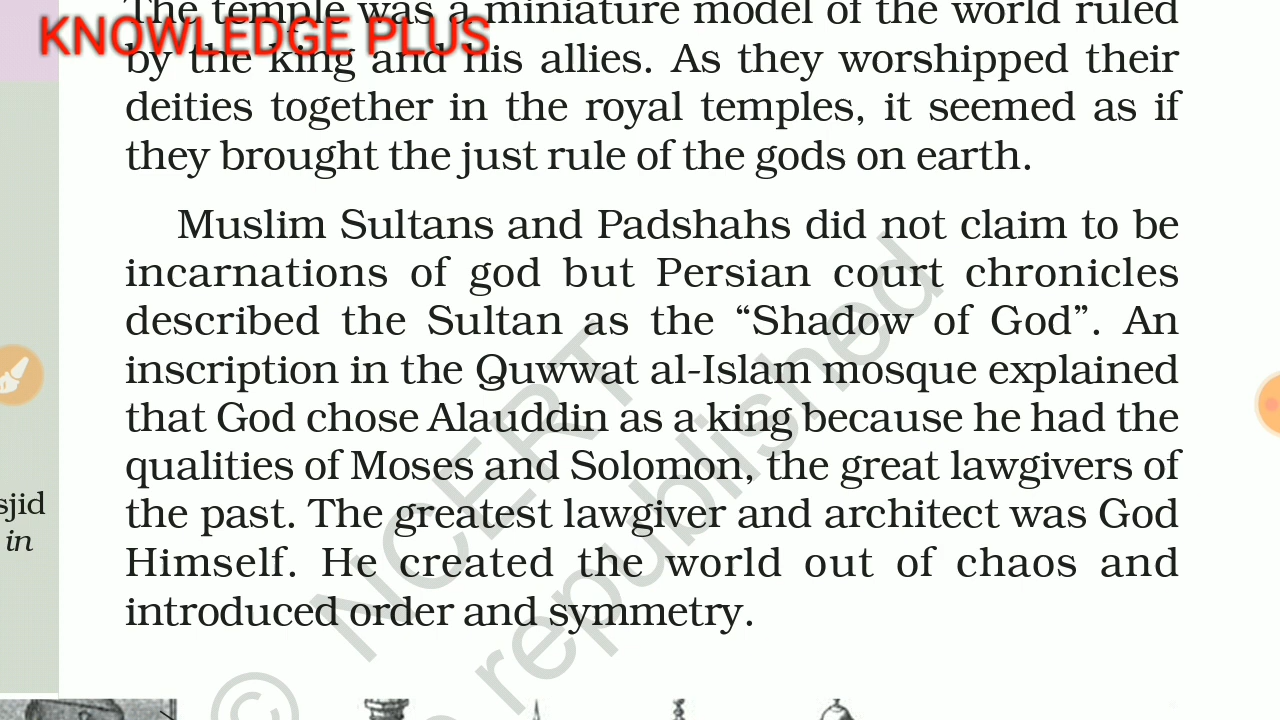 The temple was a miniature model of the world ruled
KNOWLEDGE PLUS
by the king and his allies. As they worshipped their
deities together in the royal temples, it seemed as if
they brought the just rule of the gods on earth.
Muslim Sultans and Padshahs did not claim to be
incarnations of god but Persian court chronicles
described the Sultan as the “Shadow of God”. An
inscription in the Quwwat al-Islam mosque explained
that God chose Alauddin as a king because he had the
qualities of Moses and Solomon, the great lawgivers of
the past. The greatest lawgiver and architect was God
Himself. He created the world out of chaos and
introduced order and symmetry.
sjid
in
© NCERT
republished